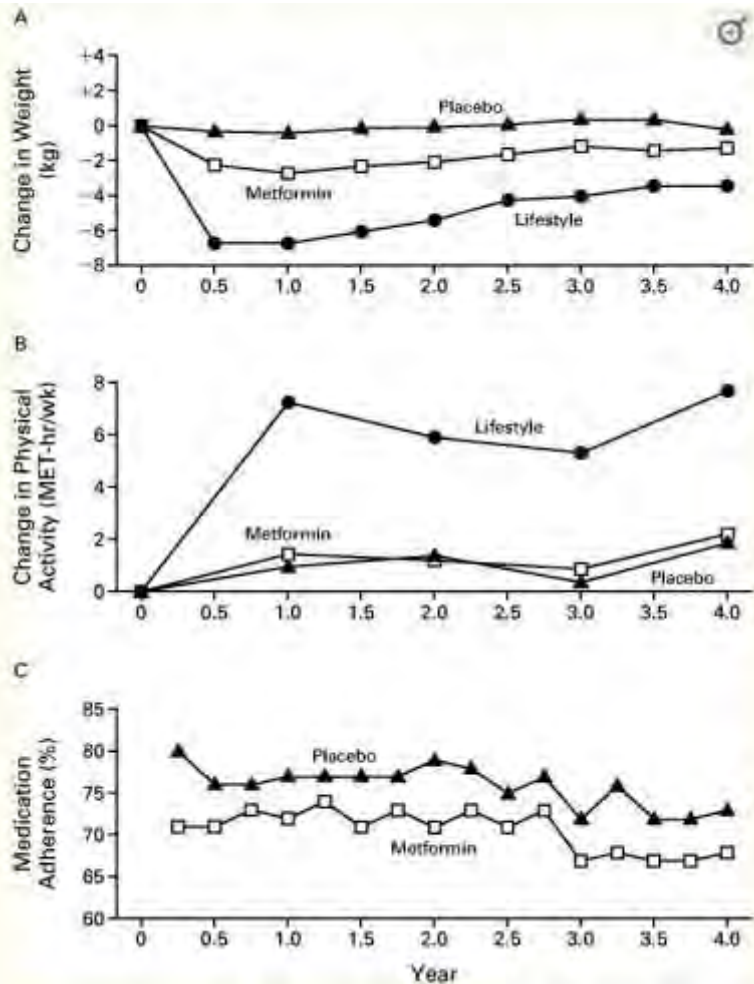 A
Change in Weight
(kg)
+4
+2
0
−2
−4
−6
−8
Placebo
Metformin
Lifestyle
0 0.5 1.0 1.5 2.0 2.5 3.0 3.5 4.0
B
Change in Physical
Activity (MET-hr/wk)
8
6
4
2
0
Lifestyle
Metformin
Placebo
0 0.5 1.0 1.5 2.0 2.5 3.0 3.5 4.0
C
Medication
Adherence (%)
85
80
75
70
65
60
Placebo
Metformin
0 0.5 1.0 1.5 2.0 2.5 3.0 3.5 4.0
Year